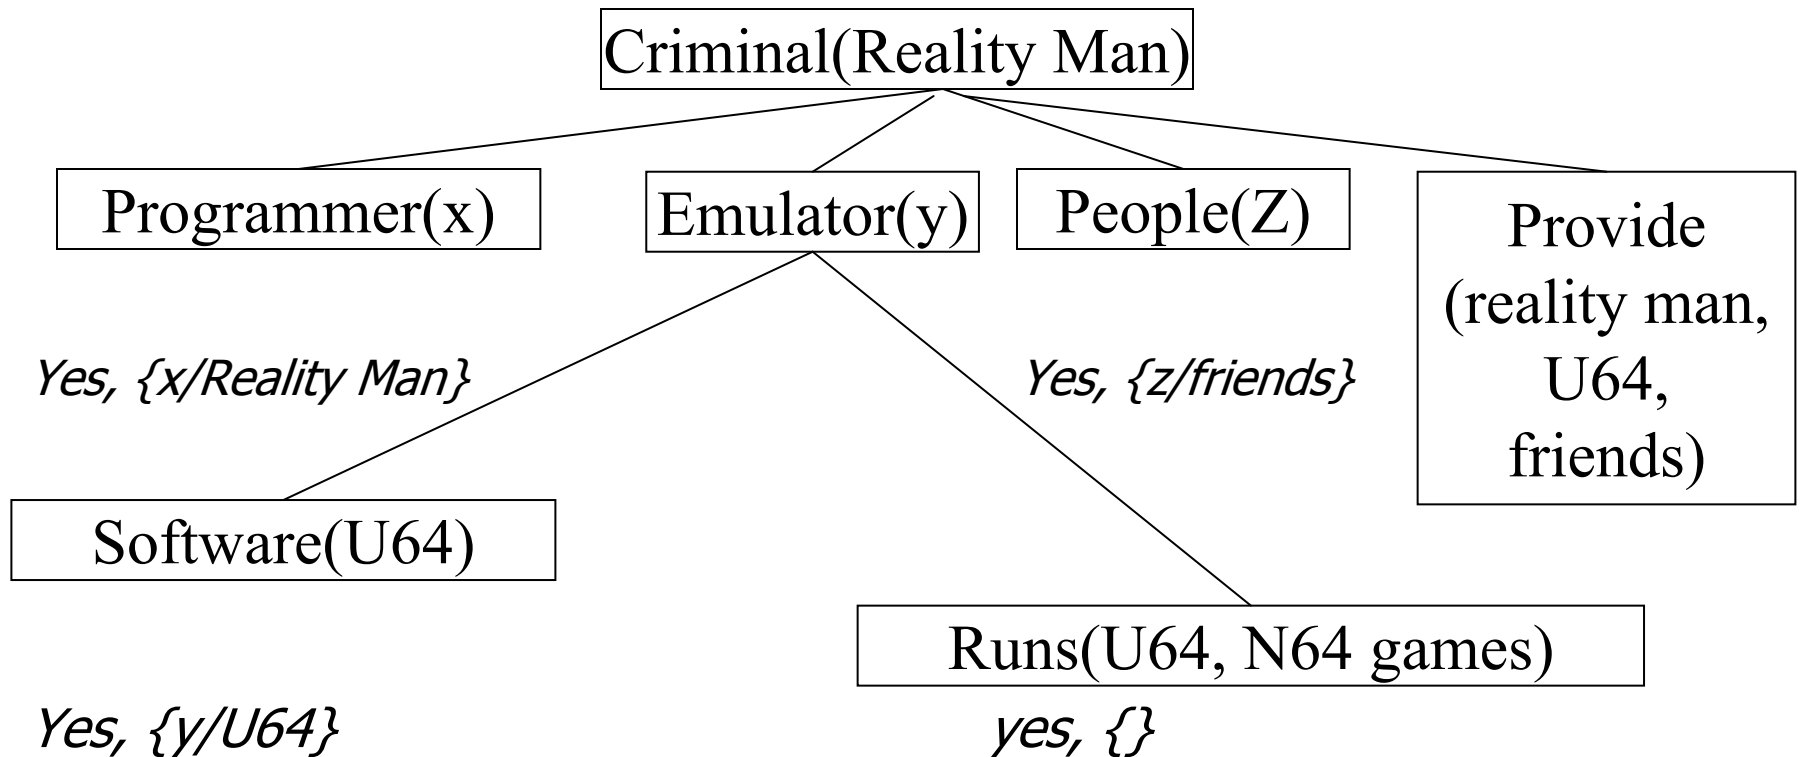 Criminal(Reality Man)
Programmer(x)
Emulator(y)
People(Z)
Provide
(reality man,
U64,
friends)
Yes, {x/Reality Man}
Yes, {z/friends}
Software(U64)
Runs(U64, N64 games)
Yes, {y/U64}
yes, {}